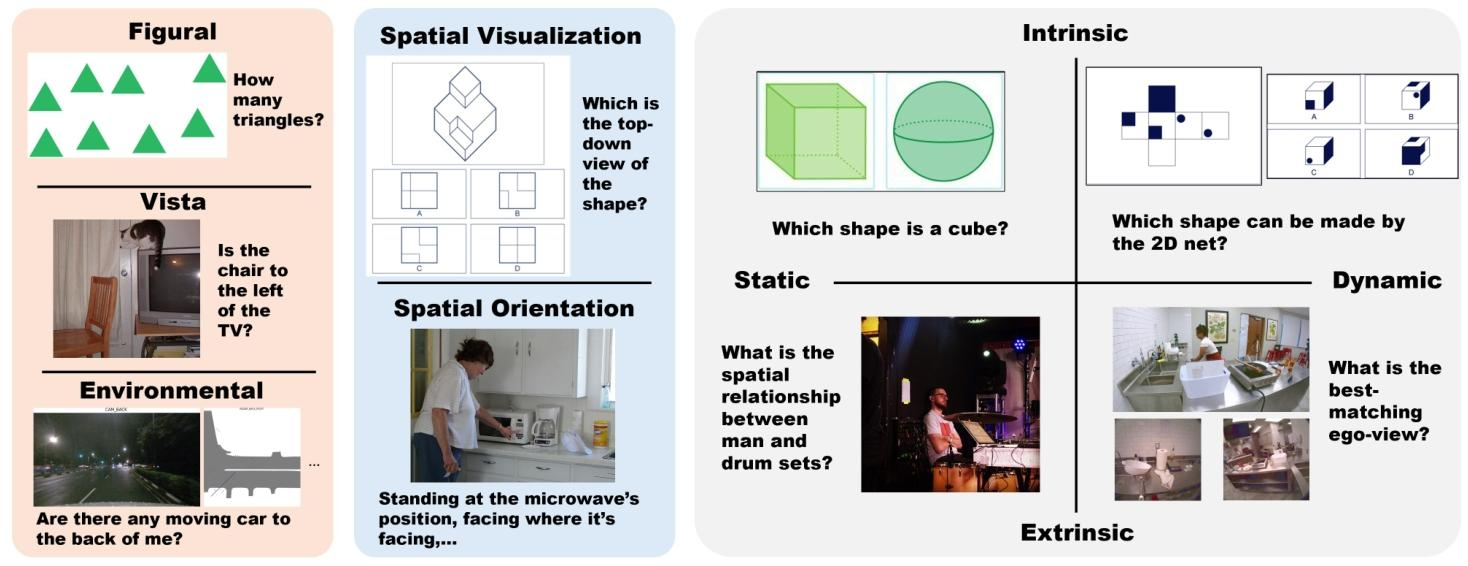 Figural
How
many
triangles?
Vista
Is the
chair to
the left
of the
TV?
Environmental
CAM_BACK
...
Are there any moving car to
the back of me?
Spatial Visualization
Which is
the top-
down
view of
the
shape?
A
B
C
D
Spatial Orientation
Standing at the microwave's
position, facing where it's
facing,...
Intrinsic
Which shape is a cube?
A
B
C
D
Which shape can be made by
the 2D net?
Static
Dynamic
What is the
spatial
relationship
between
man and
drum sets?
What is the
best-
matching
ego-view?
Extrinsic